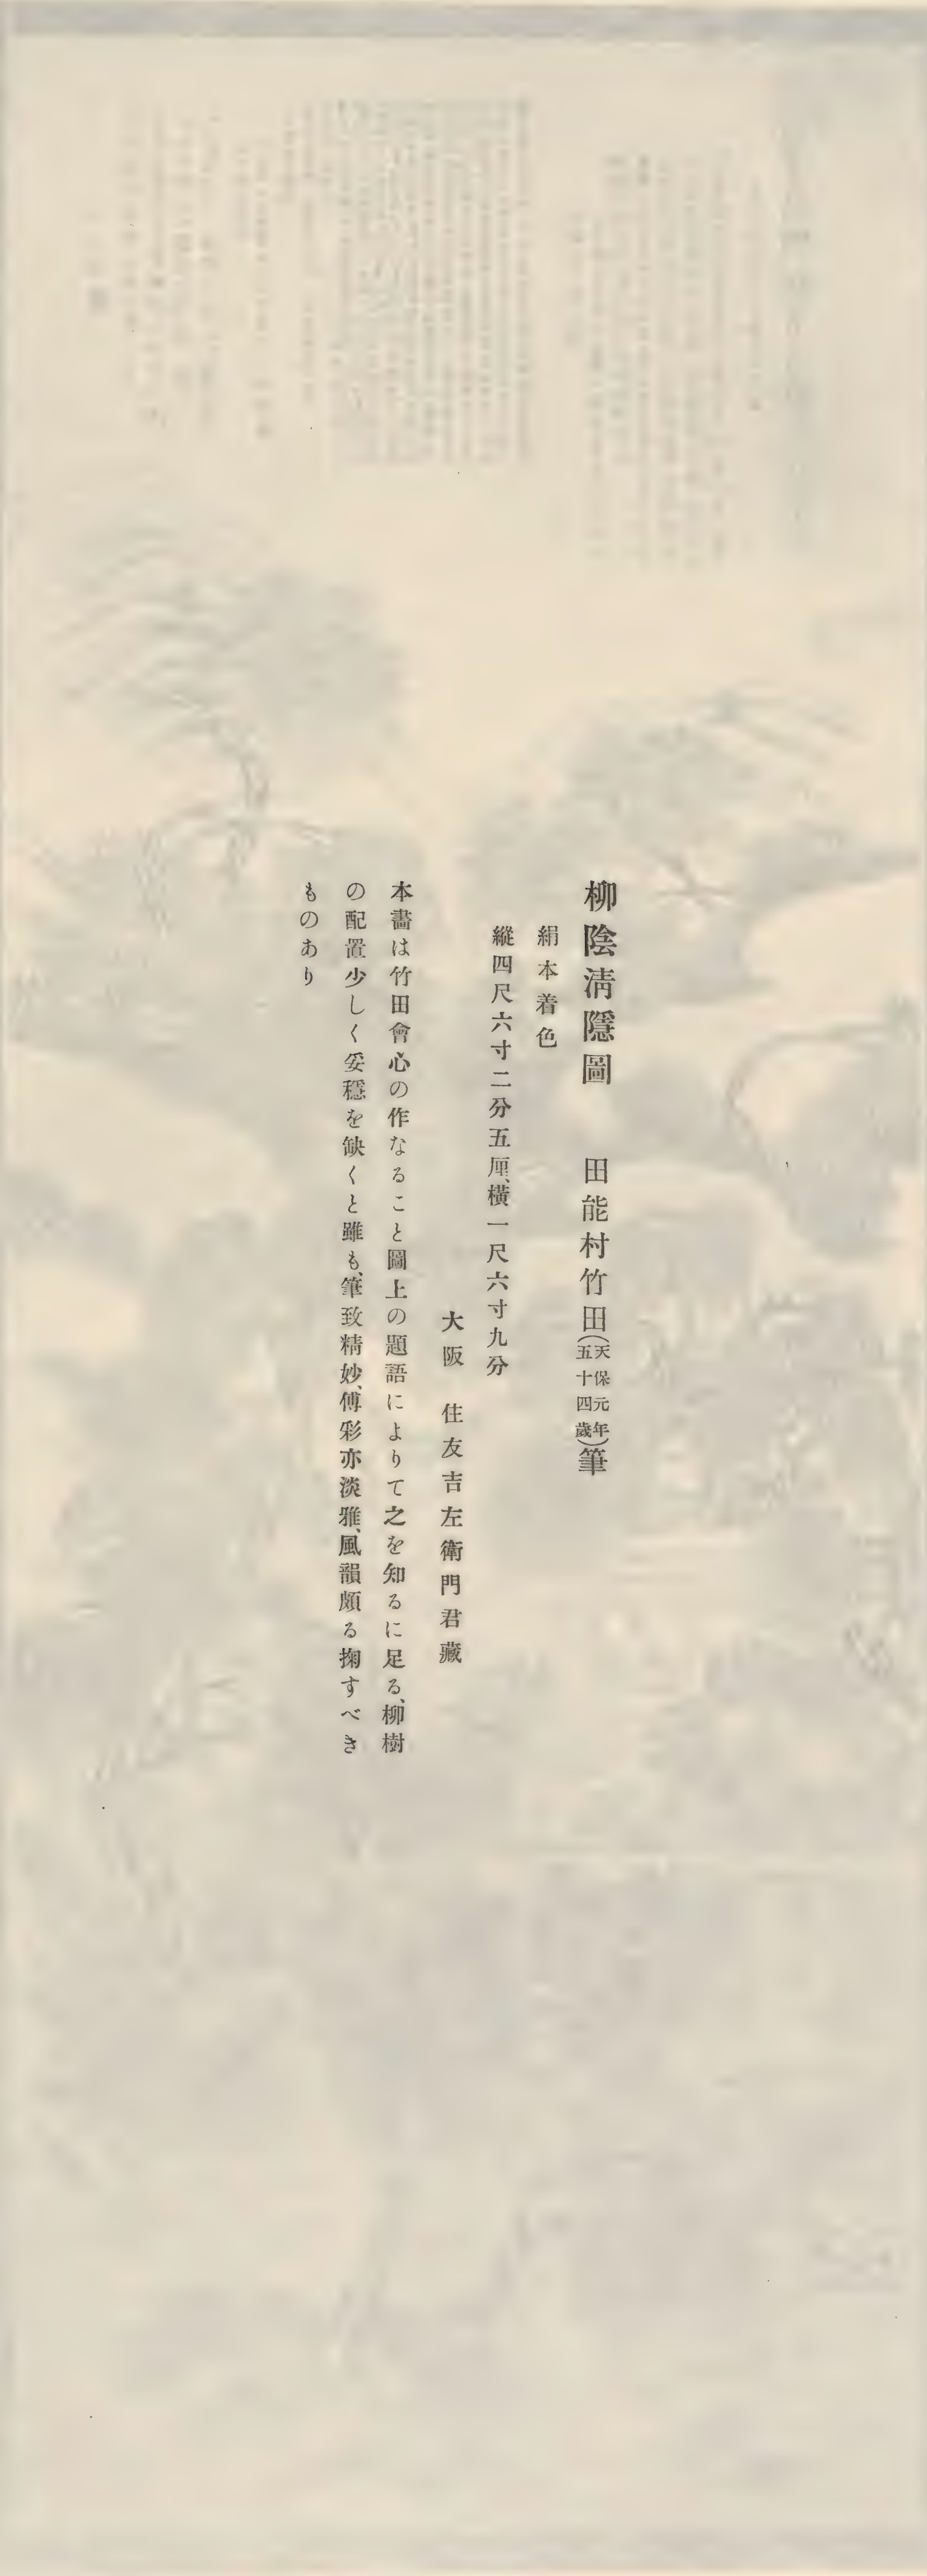 柳陰淸隱圖　田能村竹田(天保元年五十四歲)筆
絹本着色
縱四尺六寸二分五厘、橫一尺六寸九分
大阪　住友吉左衛門君藏
本畵は竹田會心の作なること圖上の題語によりて之を知るに足る、柳樹
の配置少しく妥穩を缺くと雖も、筆致精妙、傅彩亦淡雅、風韻頗る掬すべき
ものあり